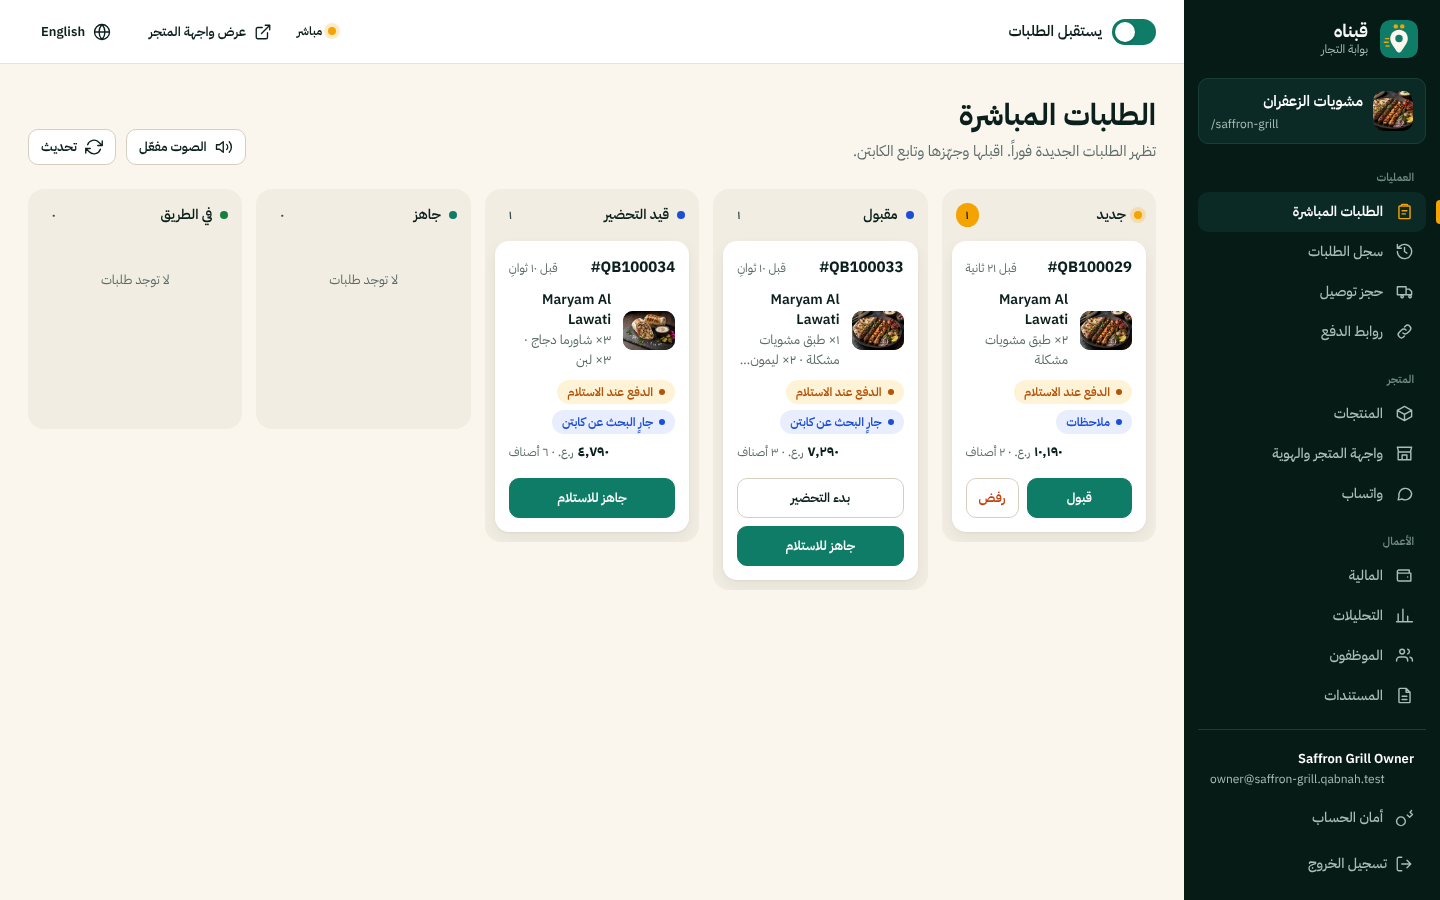 قبناه
بوابة التجار
مشويات الزعفران
/saffron-grill
العمليات
الطلبات المباشرة
سجل الطلبات
حجز توصيل
روابط الدفع
المتجر
المنتجات
واجهة المتجر والهوية
واتساب
الأعمال
المالية
التحليلات
الموظفون
المستندات
Saffron Grill Owner
owner@saffron-grill.qabnah.test
أمان الحساب
تسجيل الخروج
يستقبل الطلبات
مباشر
عرض واجهة المتجر
English
الطلبات المباشرة
تظهر الطلبات الجديدة فوراً. اقبلها وجهّزها وتابع الكابتن.
الصوت مفعّل
تحديث
جديد
١
#QB100029
قبل ٢١ ثانية
Maryam Al
Lawati
٢× طبق مشويات
مشكلة
الدفع عند الاستلام
ملاحظات
١٠٫١٩٠ ر.ع. · ٢ أصناف
قبول
رفض
مقبول
١
#QB100033
قبل ١٠ ثوانٍ
Maryam Al
Lawati
١× طبق مشويات
مشكلة · ٢× ليمون...
الدفع عند الاستلام
جارٍ البحث عن كابتن
٧٫٢٩٠ ر.ع. · ٣ أصناف
بدء التحضير
جاهز للاستلام
قيد التحضير
١
#QB100034
قبل ١٠ ثوانٍ
Maryam Al
Lawati
٣× شاورما دجاج ·
٣× لبن
الدفع عند الاستلام
جارٍ البحث عن كابتن
٤٫٧٩٠ ر.ع. · ٦ أصناف
جاهز للاستلام
جاهز
٠
لا توجد طلبات
في الطريق
٠
لا توجد طلبات